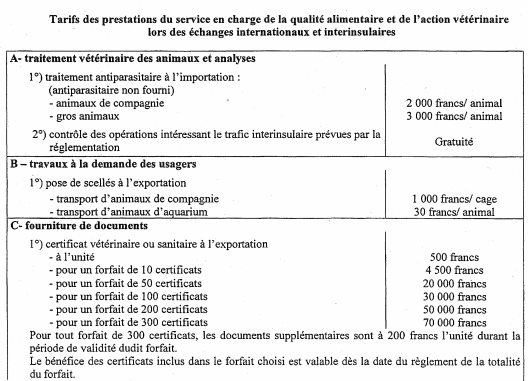 Tarifs des prestations du service en charge de la qualité alimentaire et de l'action vétérinaire
lors des échanges internationaux et interinsulaires
A- traitement vétérinaire des animaux et analyses
1°) traitement antiparasitaire à l'importation :
(antiparasitaire non fourni)
- animaux de compagnie 2 000 francs/ animal
- gros animaux 3 000 francs/ animal
2°) contrôle des opérations intéressant le trafic interinsulaire prévues par la
réglementation Gratuité
B – travaux à la demande des usagers
1°) pose de scellés à l'exportation
- transport d'animaux de compagnie 1 000 francs/ cage
- transport d'animaux d'aquarium 30 francs/ animal
C- fourniture de documents
1°) certificat vétérinaire ou sanitaire à l'exportation
- à l'unité 500 francs
- pour un forfait de 10 certificats 4 500 francs
- pour un forfait de 50 certificats 20 000 francs
- pour un forfait de 100 certificats 30 000 francs
- pour un forfait de 200 certificats 50 000 francs
- pour un forfait de 300 certificats 70 000 francs
Pour tout forfait de 300 certificats, les documents supplémentaires sont à 200 francs l'unité durant la
période de validité dudit forfait.
Le bénéfice des certificats inclus dans le forfait choisi est valable dès la date du règlement de la totalité
du forfait.